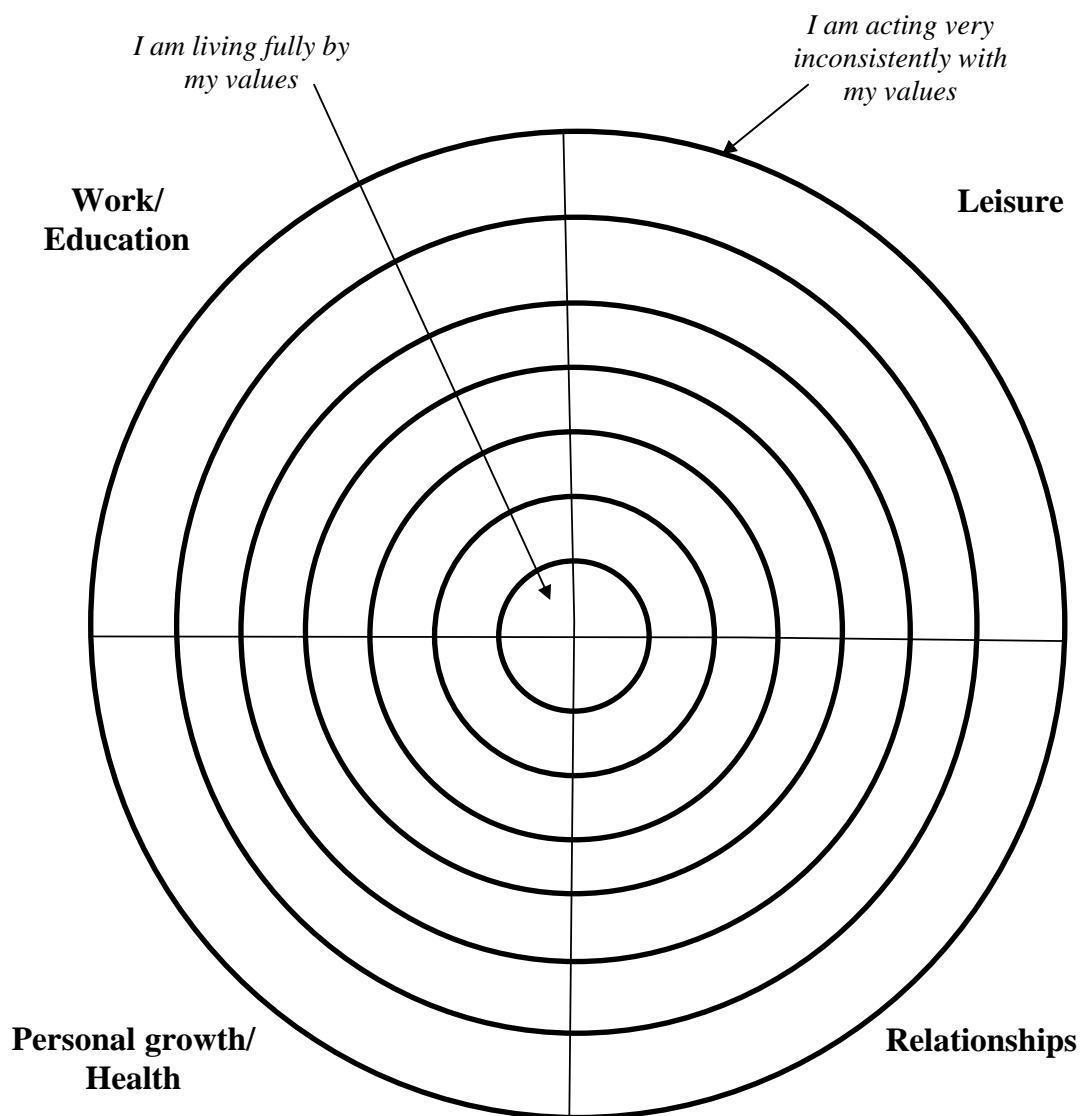 I am living fully by
my values
I am acting very
inconsistently with
my values
Work/
Education
Leisure
Personal growth/
Health
Relationships